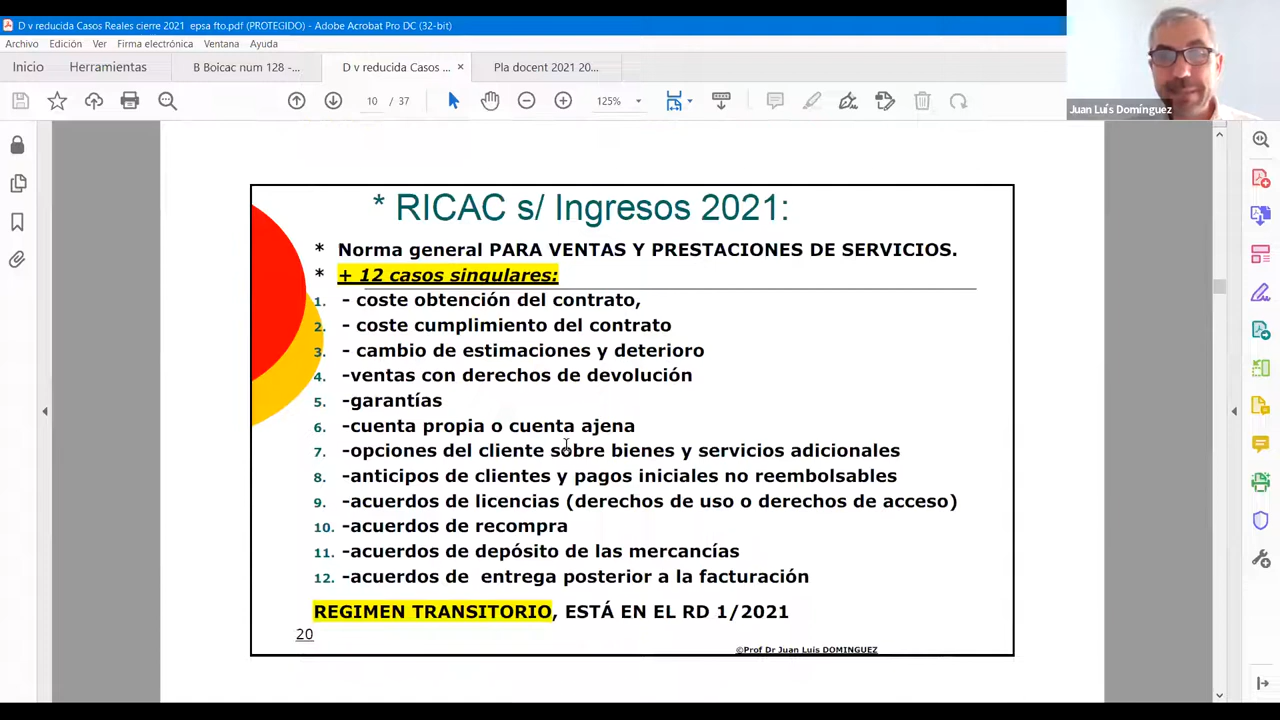 D v reducida Casos Reales cierre 2021 epsa fto.pdf (PROTEGIDO) - Adobe Acrobat Pro DC (32-bit)
Archivo Edición Ver Firma electrónica Ventana Ayuda
Inicio Herramientas B Boicac num 128 -... D v reducida Casos ... × Pla docent 2021 20...
10 / 37 125%
Juan Luís Domínguez
* RICAC s/ Ingresos 2021:
* Norma general PARA VENTAS Y PRESTACIONES DE SERVICIOS.
* + 12 casos singulares:
1. - coste obtención del contrato,
2. - coste cumplimiento del contrato
3. - cambio de estimaciones y deterioro
4. -ventas con derechos de devolución
5. -garantías
6. -cuenta propia o cuenta ajena
7. -opciones del cliente sobre bienes y servicios adicionales
8. -anticipos de clientes y pagos iniciales no reembolsables
9. -acuerdos de licencias (derechos de uso o derechos de acceso)
10. -acuerdos de recompra
11. -acuerdos de depósito de las mercancías
12. -acuerdos de entrega posterior a la facturación
REGIMEN TRANSITORIO, ESTÁ EN EL RD 1/2021
20
©Prof Dr Juan Luis DOMINGUEZ